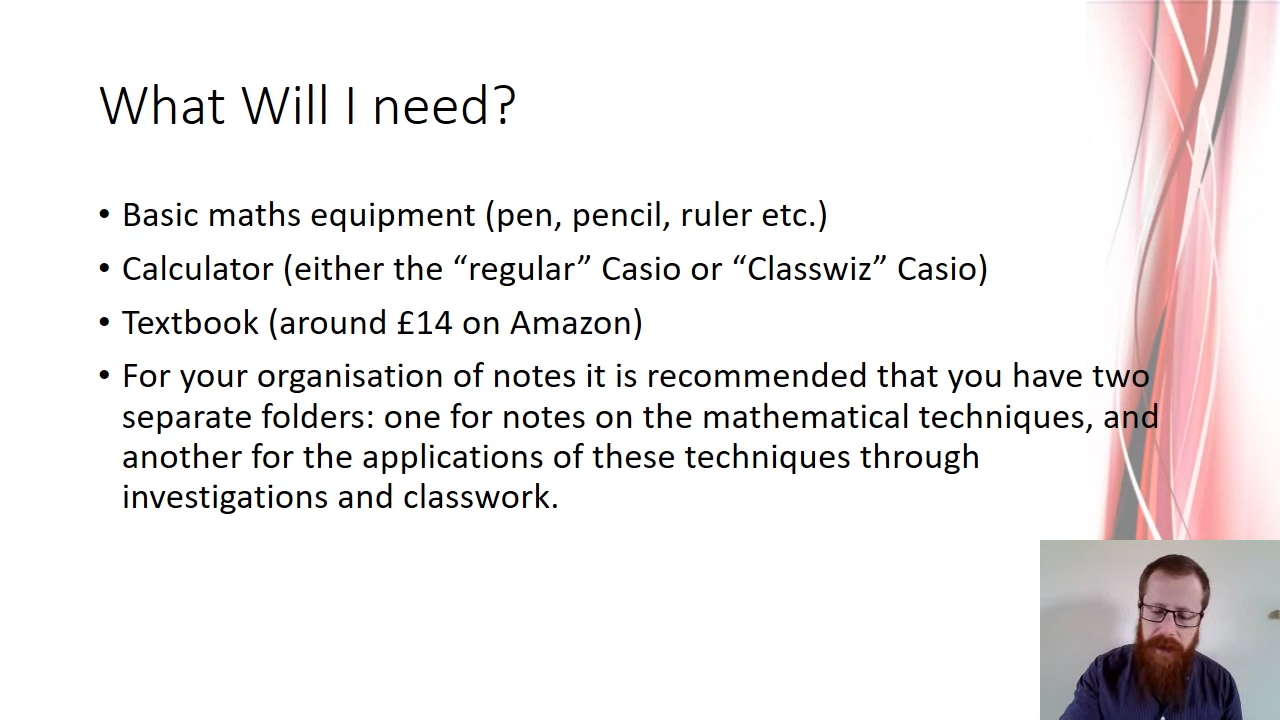 What Will I need?
• Basic maths equipment (pen, pencil, ruler etc.)
• Calculator (either the “regular” Casio or “Classwiz” Casio)
• Textbook (around £14 on Amazon)
• For your organisation of notes it is recommended that you have two
separate folders: one for notes on the mathematical techniques, and
another for the applications of these techniques through
investigations and classwork.